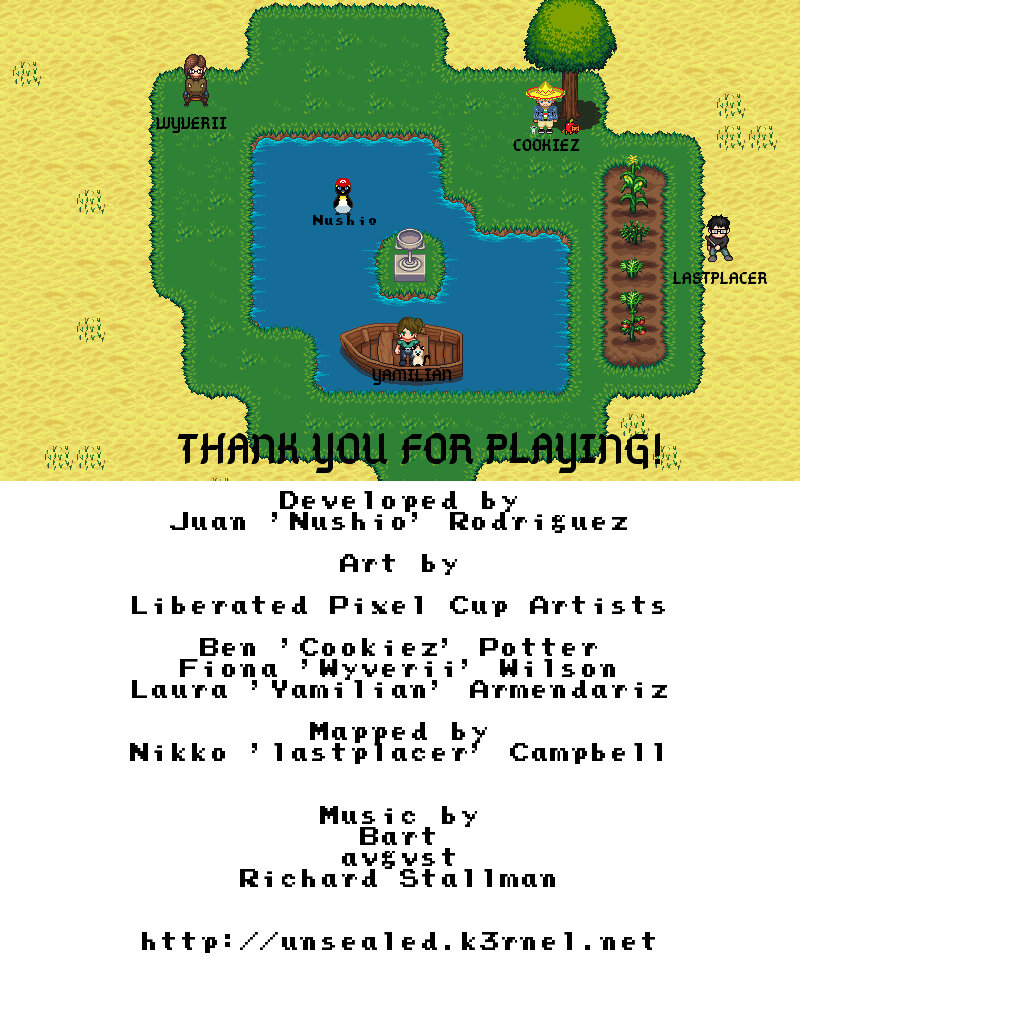 WYVERII
COOKIEZ
Nushio
LASTPLACER
YAMILIAN
THANK YOU FOR PLAYING!
Developed by
Juan 'Nushio' Rodriguez
Art by
Liberated Pixel Cup Artists
Ben 'Cookiez' Potter
Fiona 'Wyverii' Wilson
Laura 'Yamilian' Armendariz
Mapped by
Nikko 'lastplacer' Campbell
Music by
Bart
avgvst
Richard Stallman
http://unsealed.k3rnel.net